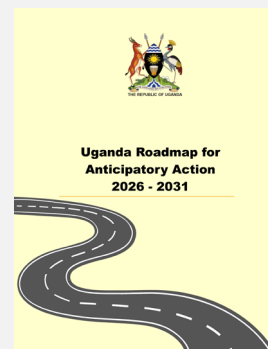 THE REPUBLIC OF UGANDA
Uganda Roadmap for
Anticipatory Action
2026 - 2031